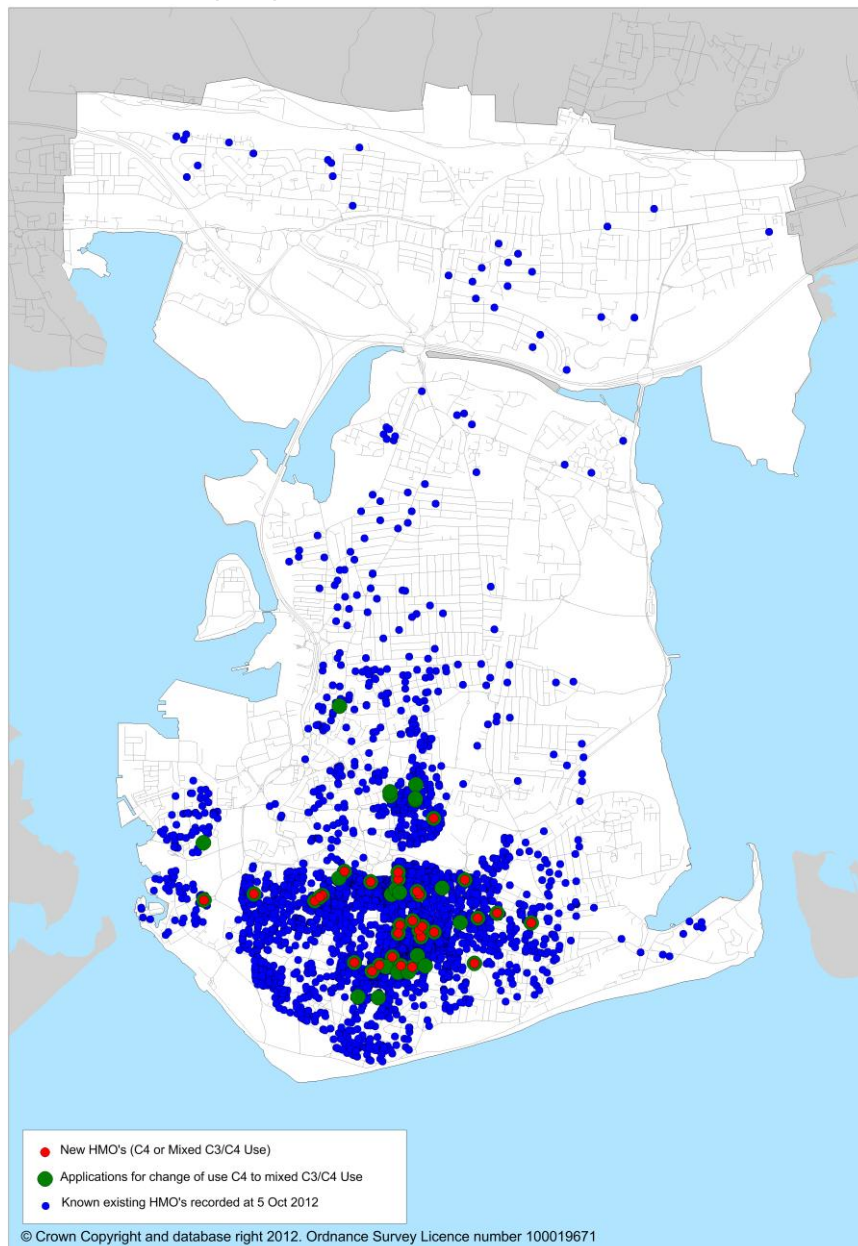 New HMO's (C4 or Mixed C3/C4 Use)
Applications for change of use C4 to mixed C3/C4 Use
Known existing HMO's recorded at 5 Oct 2012
© Crown Copyright and database right 2012. Ordnance Survey Licence number 100019671